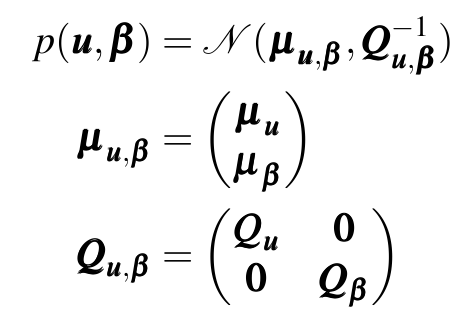 p(u, β) = 𝒩(μ_{u,β}, Q_{u,β}^{-1})
μ_{u,β} = (μ_u
μ_β)
Q_{u,β} = (Q_u 0
0 Q_β)